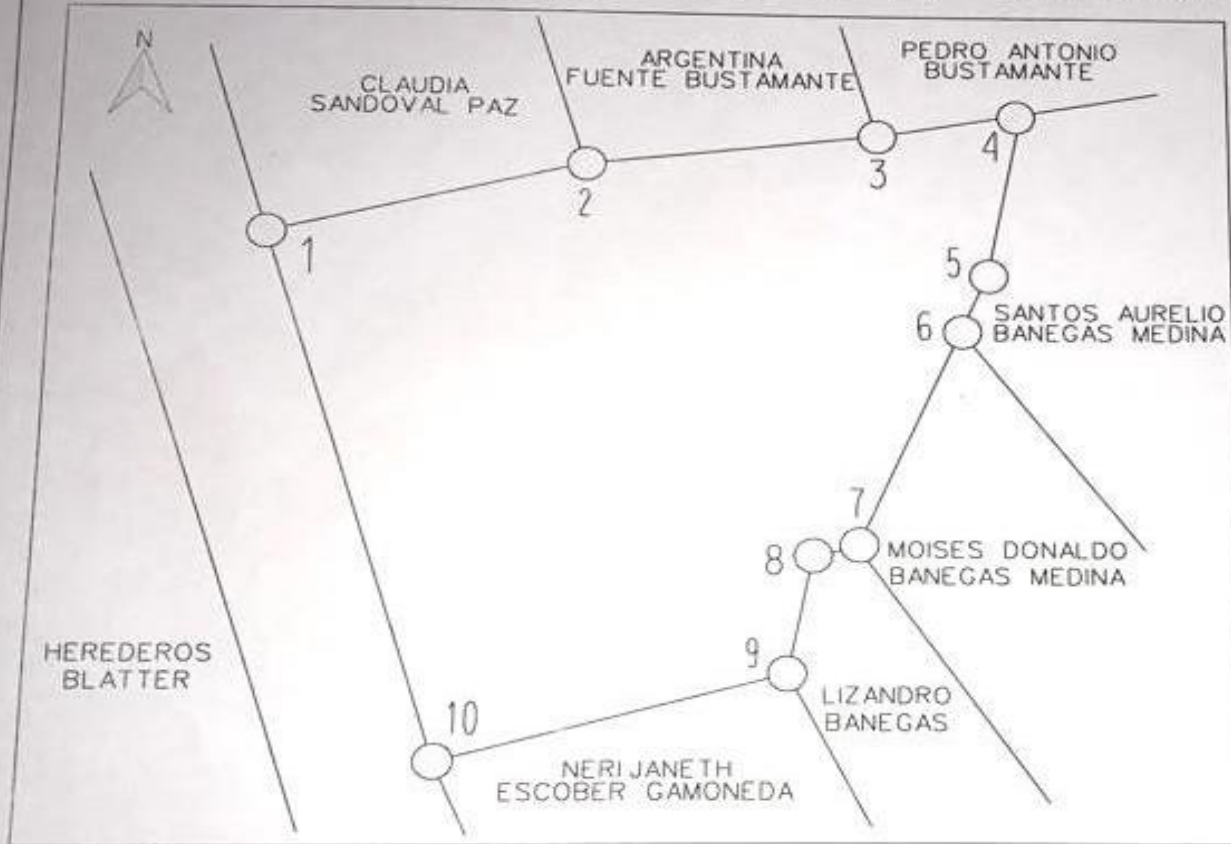 N
CLAUDIA
SANDOVAL PAZ
ARGENTINA
FUENTE BUSTAMANTE
PEDRO ANTONIO
BUSTAMANTE
1
2
3
4
5
6
SANTOS AURELIO
BANEGAS MEDINA
7
8
MOISES DONALDO
BANEGAS MEDINA
9
LIZANDRO
BANEGAS
HEREDEROS
BLATTER
10
NERI JANETH
ESCOBER GAMONEDA